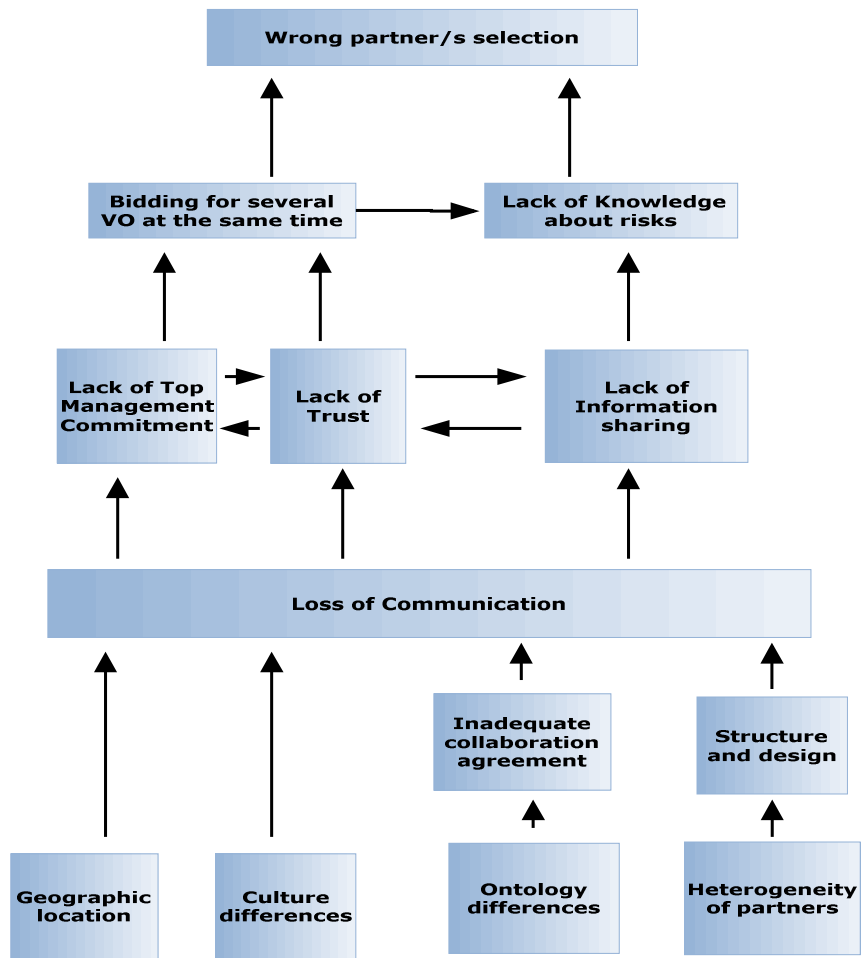 Wrong partner/s selection
Bidding for several
VO at the same time
Lack of Knowledge
about risks
Lack of Top
Management
Commitment
Lack of
Trust
Lack of
Information
sharing
Loss of Communication
Inadequate
collaboration
agreement
Structure
and design
Geographic
location
Culture
differences
Ontology
differences
Heterogeneity
of partners